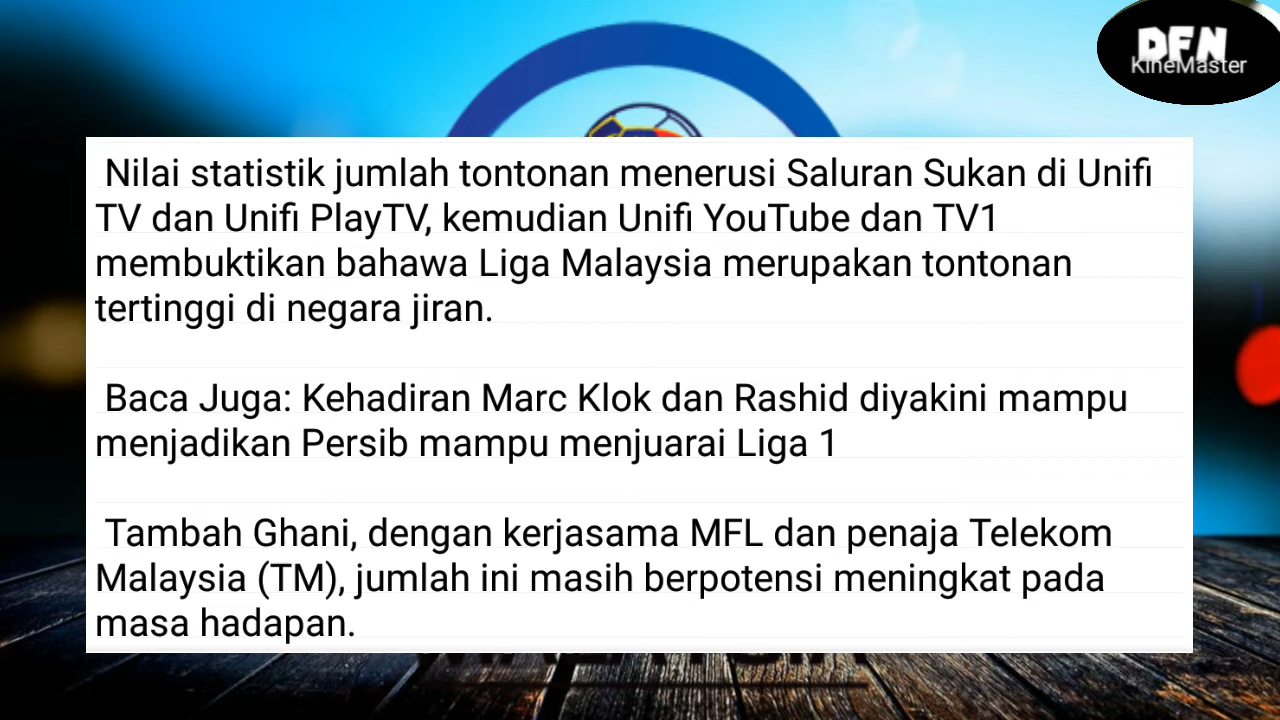 DFN
KineMaster
Nilai statistik jumlah tontonan menerusi Saluran Sukan di Unifi
TV dan Unifi PlayTV, kemudian Unifi YouTube dan TV1
membuktikan bahawa Liga Malaysia merupakan tontonan
tertinggi di negara jiran.
Baca Juga: Kehadiran Marc Klok dan Rashid diyakini mampu
menjadikan Persib mampu menjuarai Liga 1
Tambah Ghani, dengan kerjasama MFL dan penaja Telekom
Malaysia (TM), jumlah ini masih berpotensi meningkat pada
masa hadapan.